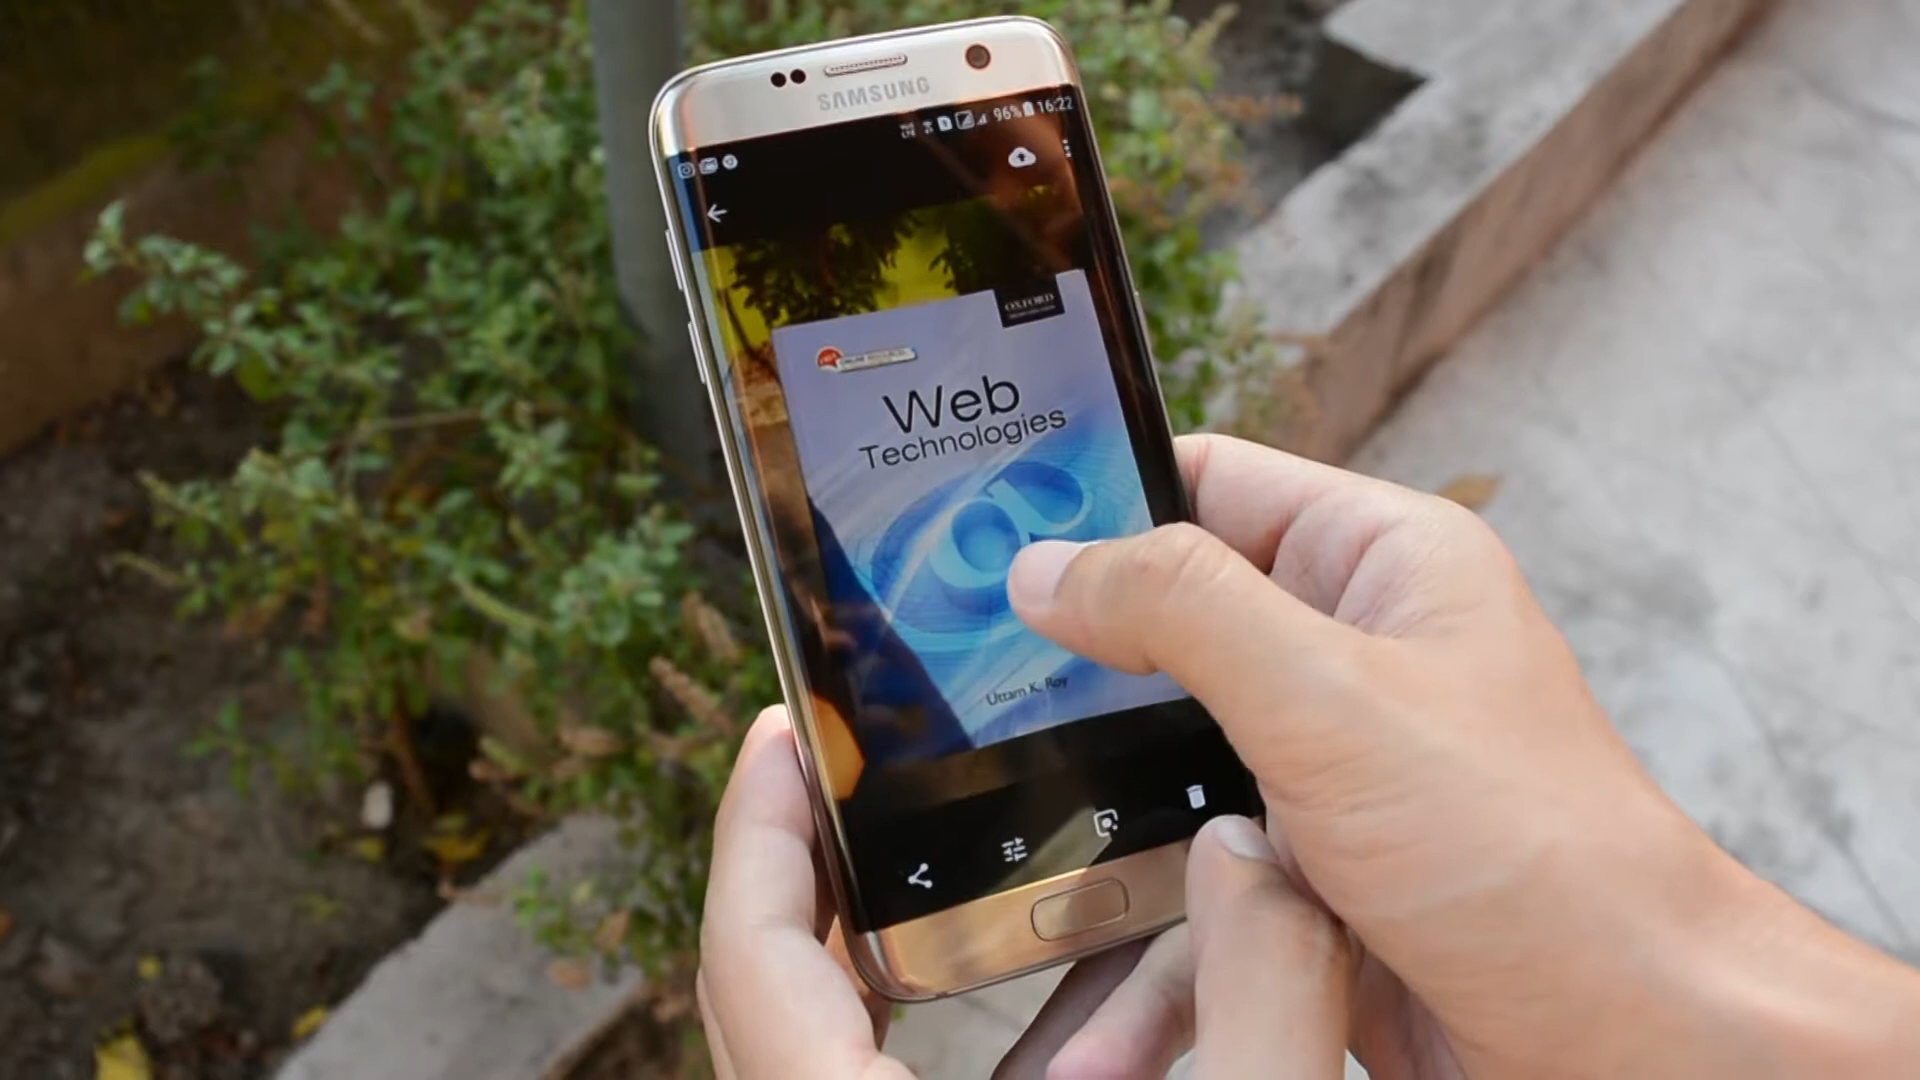 SAMSUNG
96% 16:22
OXFORD
Web
Technologies
Uttam K. Roy